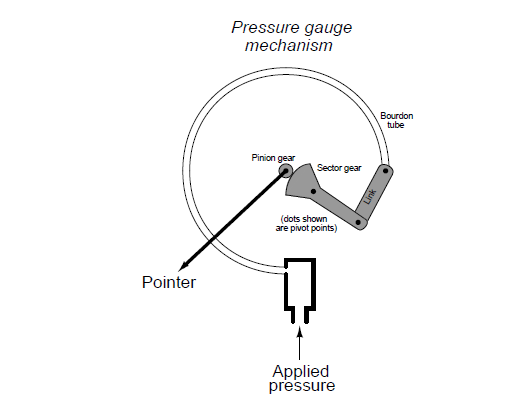 Pressure gauge
mechanism
Bourdon
tube
Pinion gear
Sector gear
Link
(dots shown
are pivot points)
Pointer
Applied
pressure